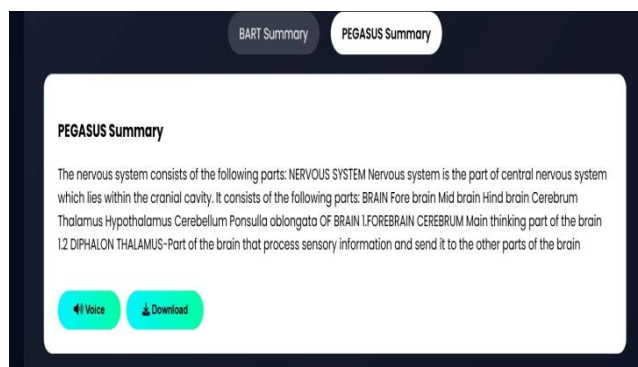 BART Summary PEGASUS Summary
PEGASUS Summary
The nervous system consists of the following parts: NERVOUS SYSTEM Nervous system is the part of central nervous system
which lies within the cranial cavity. It consists of the following parts: BRAIN Fore brain Mid brain Hind brain Cerebrum
Thalamus Hypothalamus Cerebellum Ponsulla oblongata OF BRAIN 1.FOREBRAIN CEREBRUM Main thinking part of the brain
1.2 DIPHALON THALAMUS-Part of the brain that process sensory information and send it to the other parts of the brain
Voice Download